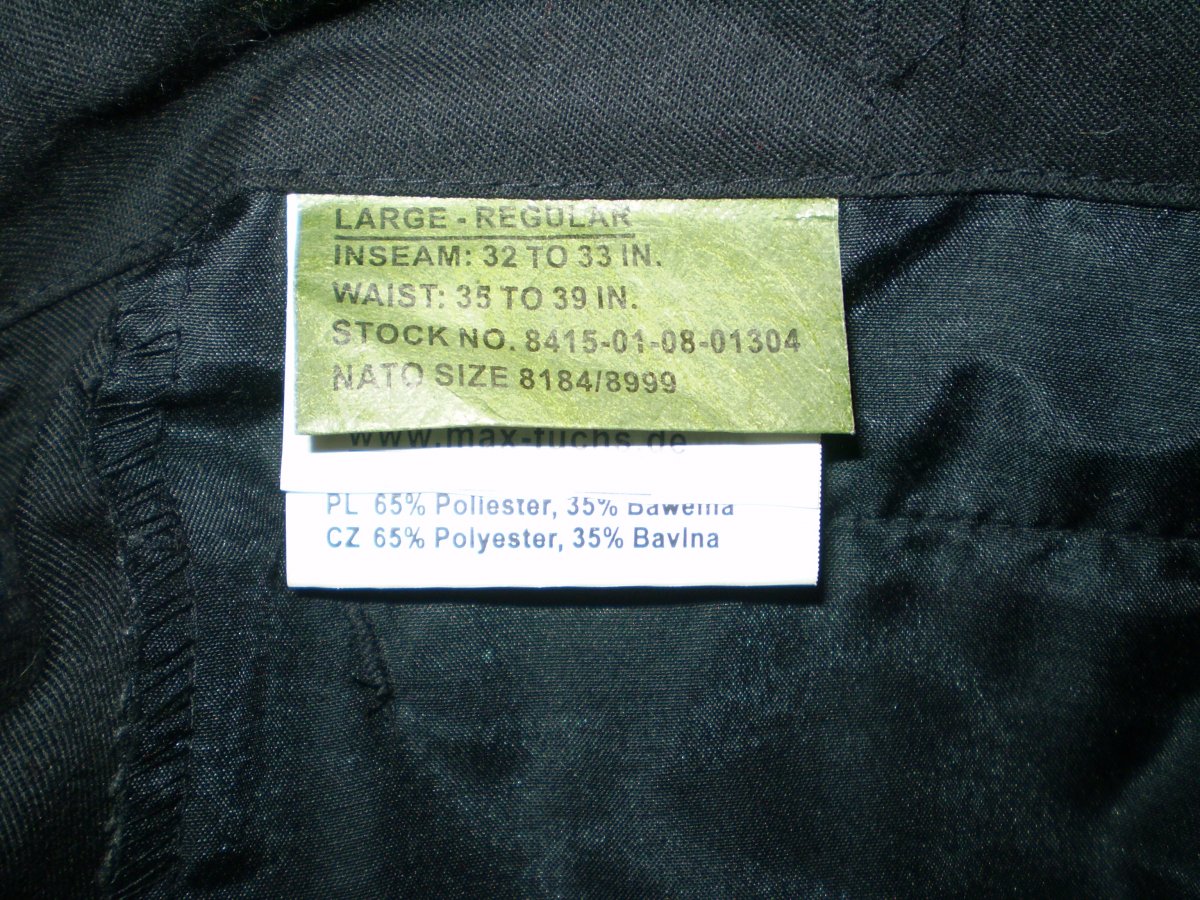 LARGE - REGULAR
INSEAM: 32 TO 33 IN.
WAIST: 35 TO 39 IN.
STOCK NO. 8415-01-08-01304
NATO SIZE 8184/8999
www.max-fuchs.de
PL 65% Poliester, 35% Bawełna
CZ 65% Polyester, 35% Bavlna